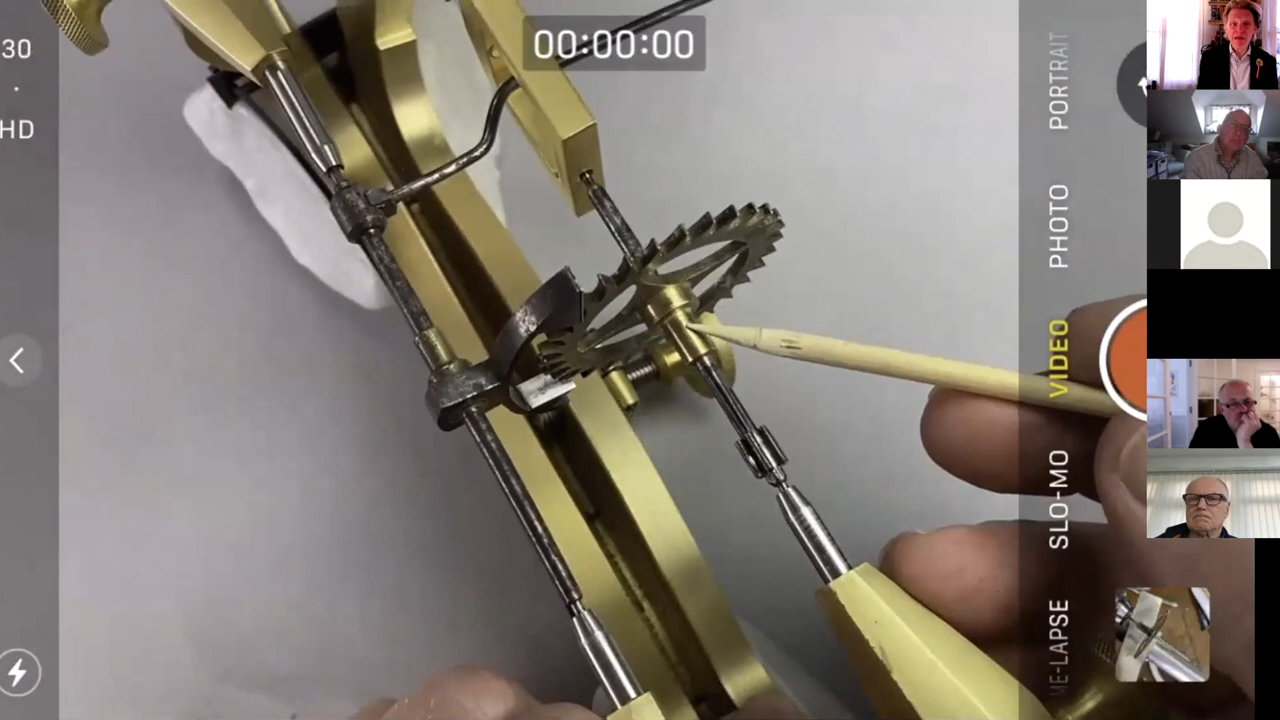 30
HD
00:00:00
PORTRAIT
PHOTO
VIDEO
SLO-MO
ME-LAPSE